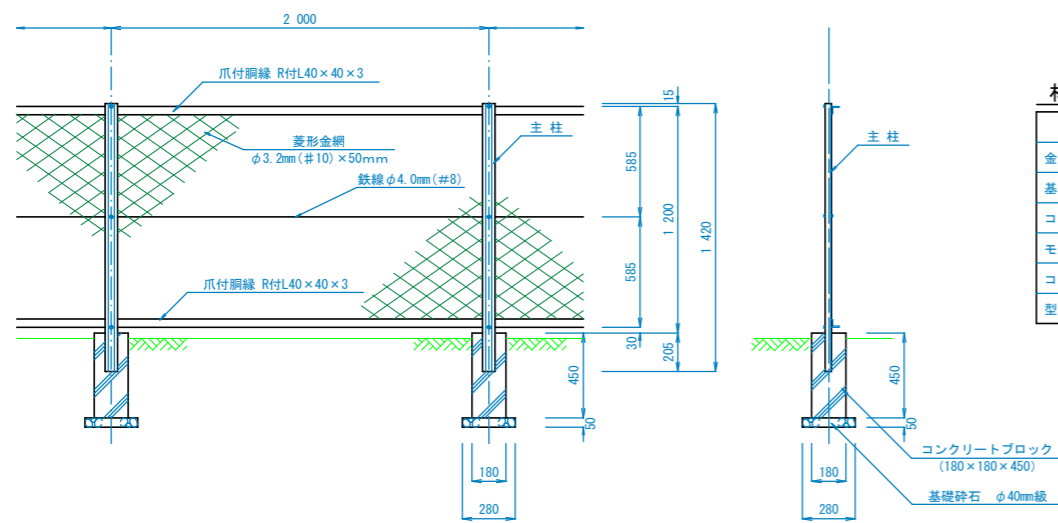 2 000
爪付胴縁 R付L40×40×3
菱形金網
φ3.2mm(♯10)×50mm
鉄線φ4.0mm(#8)
主 柱
爪付胴縁 R付L40×40×3
15
585
1 200
1 420
585
30
205
450
50
180
280
主 柱
450
50
コンクリートブロック
(180×180×450)
180
基礎砕石 φ40mm級
280
金
基
コ
モ
コ
型